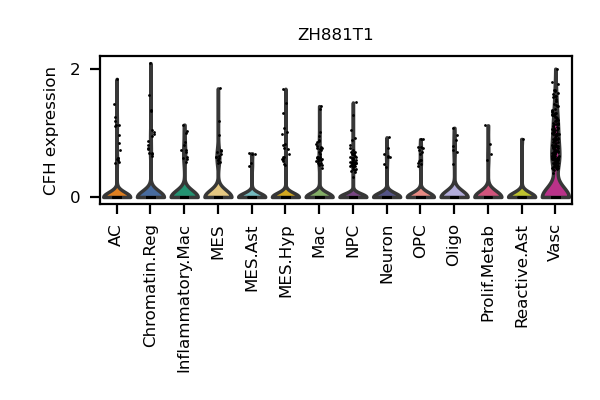 ZH881T1
CFH expression
2
0
AC
Chromatin.Reg
Inflammatory.Mac
MES
MES.Ast
MES.Hyp
Mac
NPC
Neuron
OPC
Oligo
Prolif.Metab
Reactive.Ast
Vasc